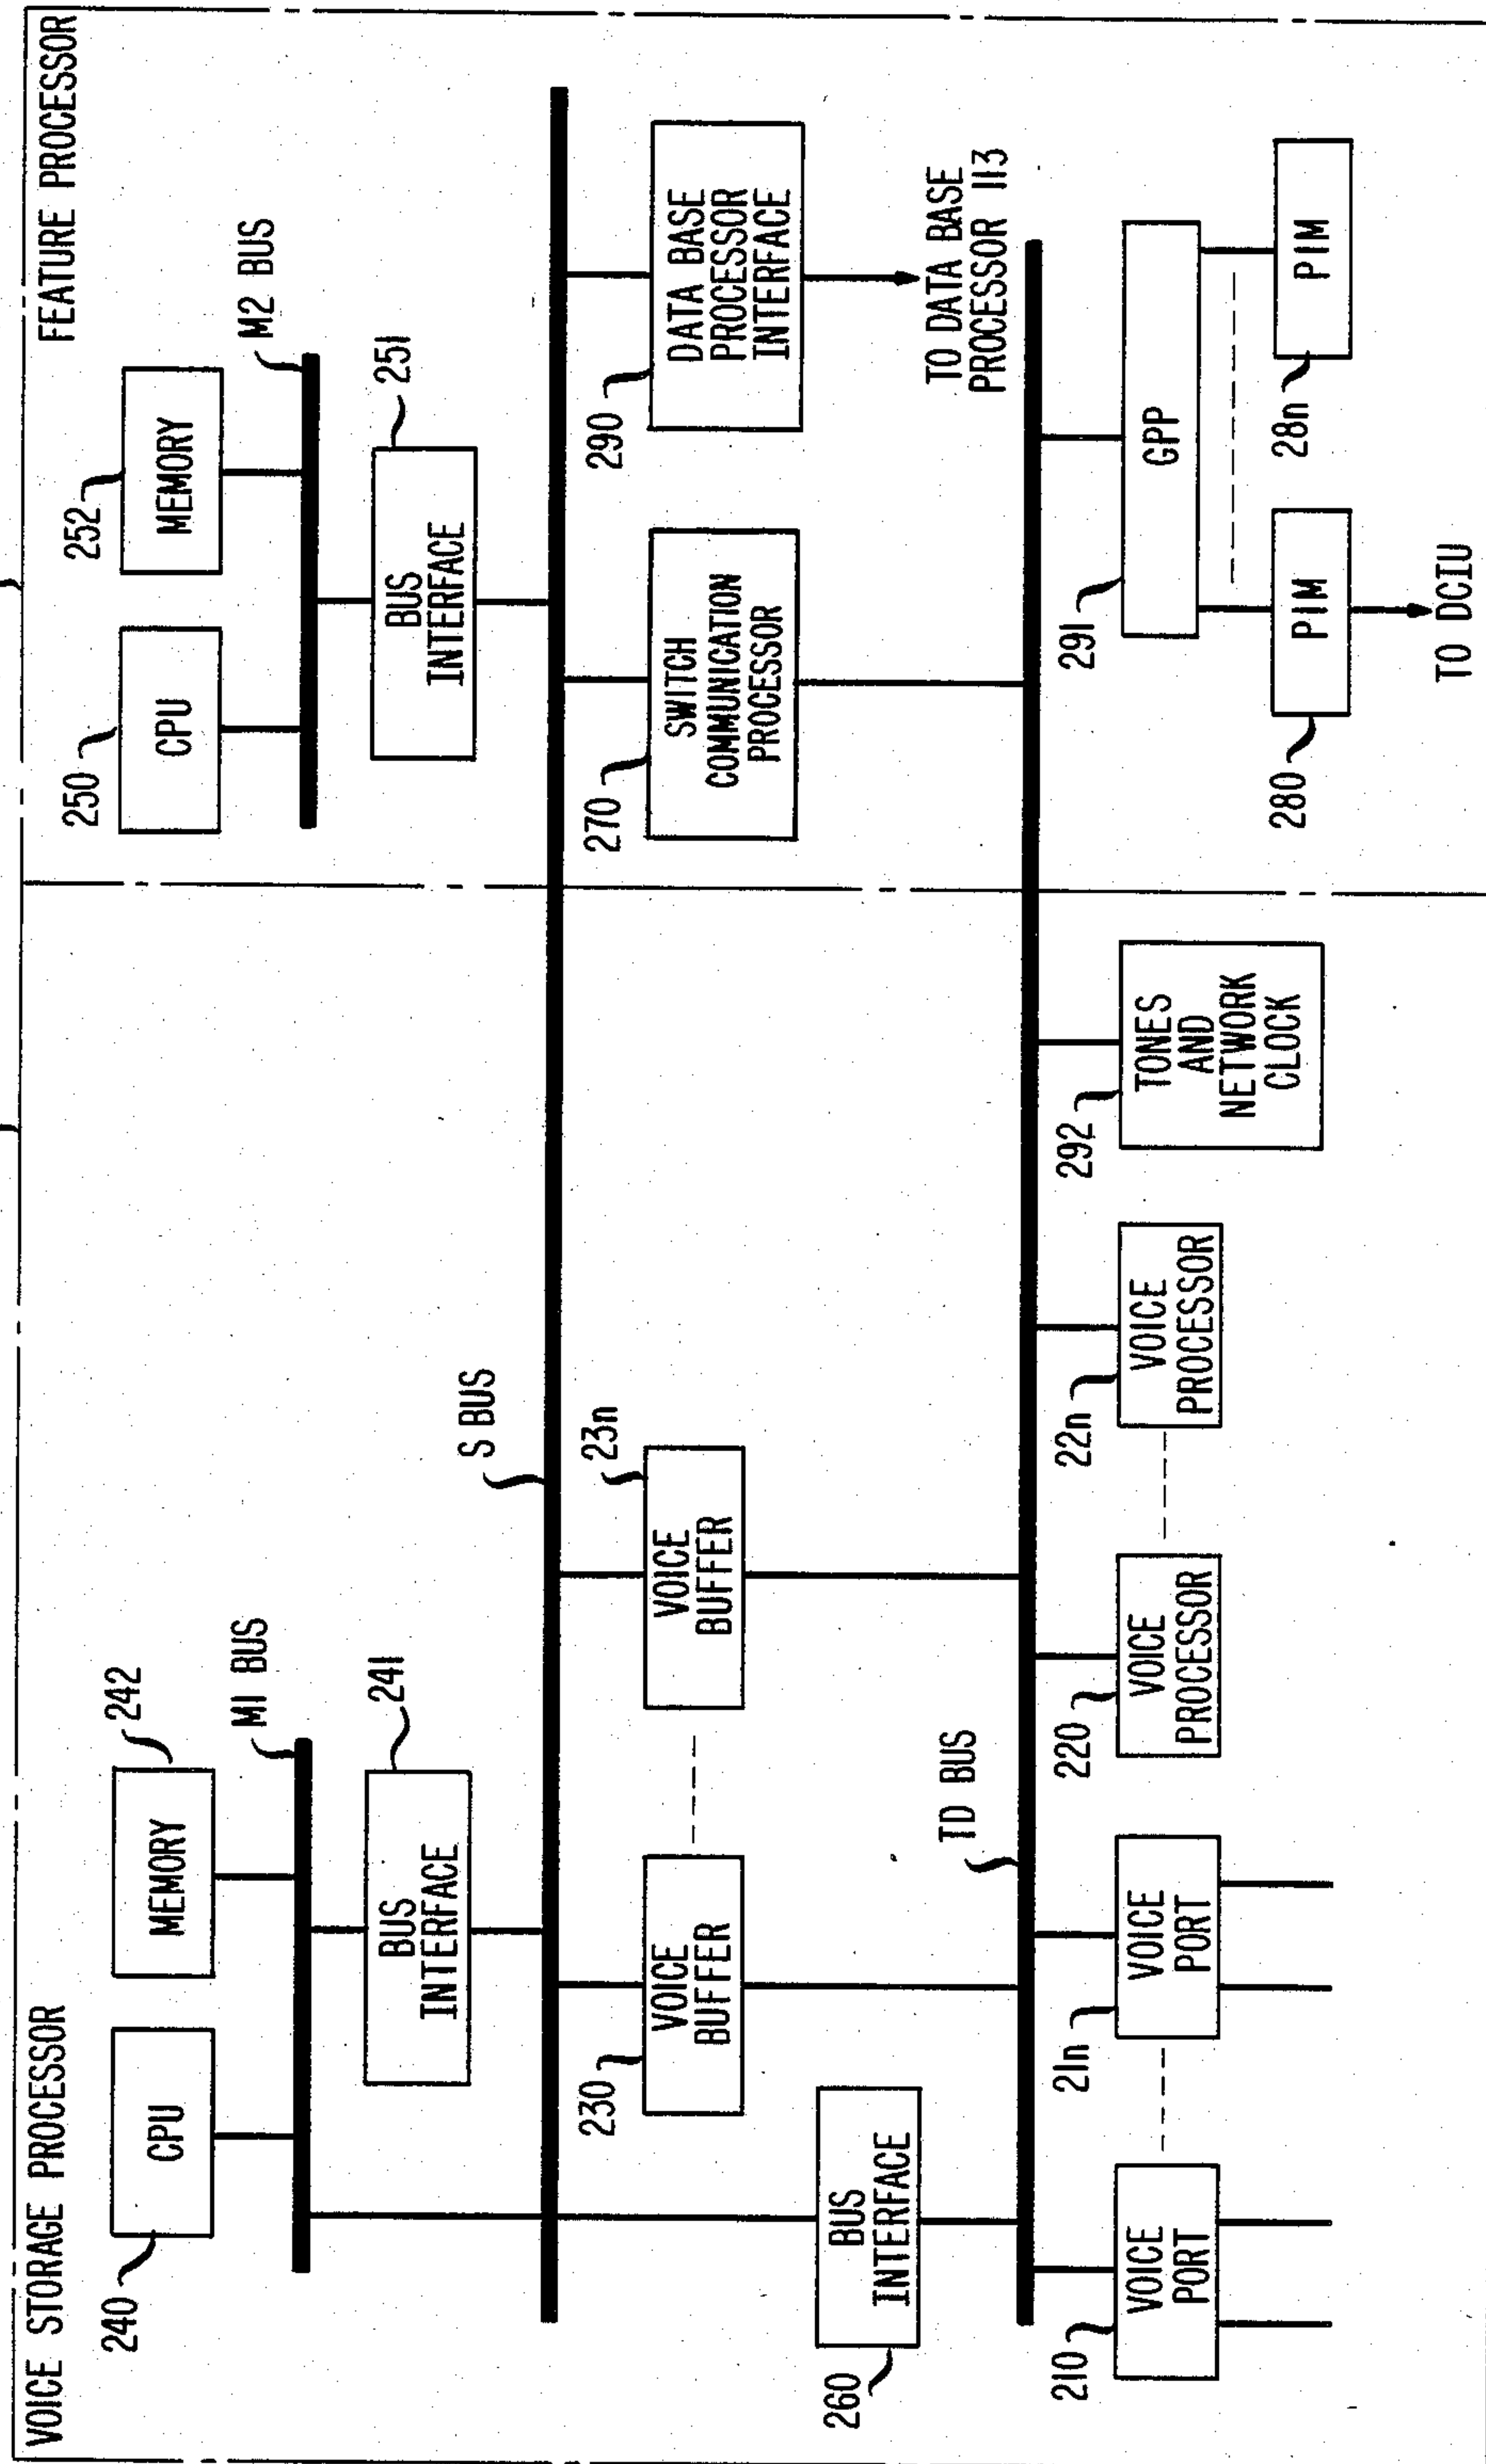 VOICE STORAGE PROCESSOR
FEATURE PROCESSOR
240
CPU
242
MEMORY
M1 BUS
BUS
INTERFACE
241
250
CPU
252
MEMORY
M2 BUS
BUS
INTERFACE
251
S BUS
230
VOICE
BUFFER
23n
VOICE
BUFFER
270
SWITCH
COMMUNICATION
PROCESSOR
290
DATA BASE
PROCESSOR
INTERFACE
TO DATA BASE
PROCESSOR 113
260
BUS
INTERFACE
TD BUS
210
VOICE
PORT
21n
VOICE
PORT
220
VOICE
PROCESSOR
22n
VOICE
PROCESSOR
292
TONES
AND
NETWORK
CLOCK
291
GPP
280
PIM
28n
PIM
TO DCIU